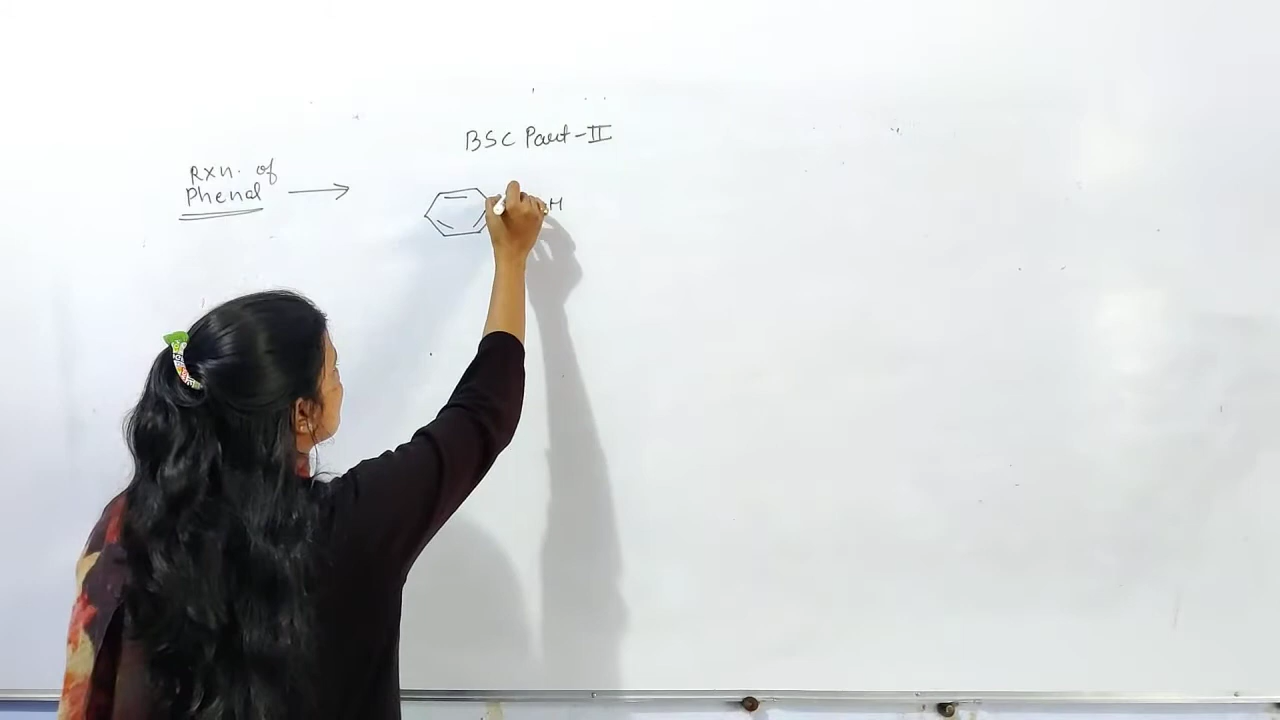 BSC Part-II
Rxn. of
Phenol
H